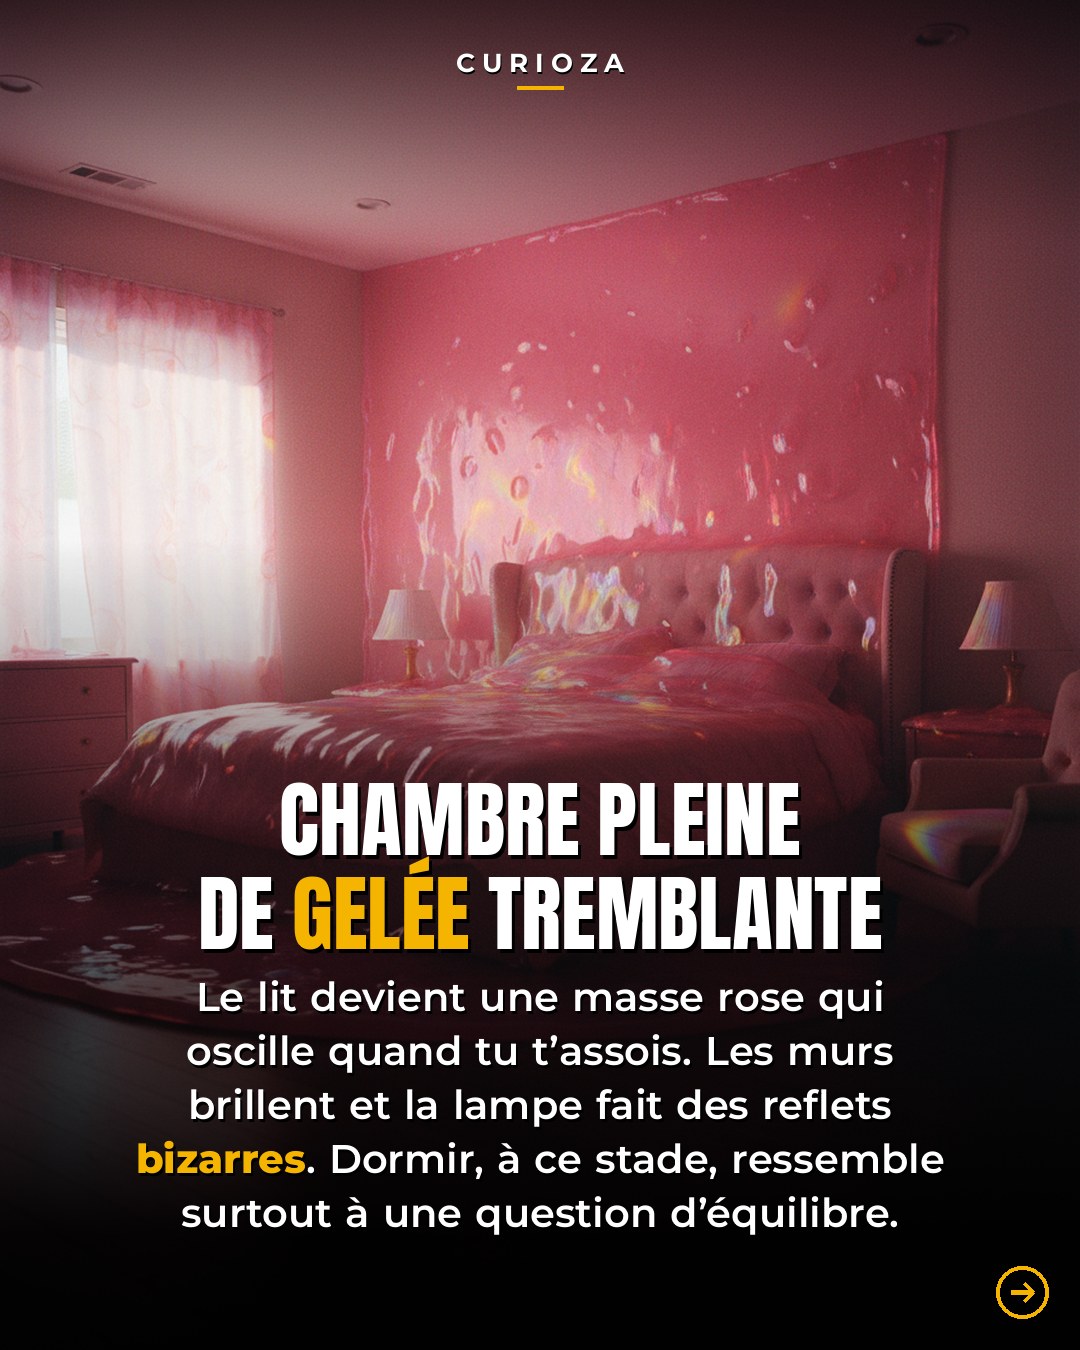 CURIOZA
CHAMBRE PLEINE
DE GELÉE TREMBLANTE
Le lit devient une masse rose qui
oscille quand tu t’assois. Les murs
brillent et la lampe fait des reflets
bizarres. Dormir, à ce stade, ressemble
surtout à une question d’équilibre.